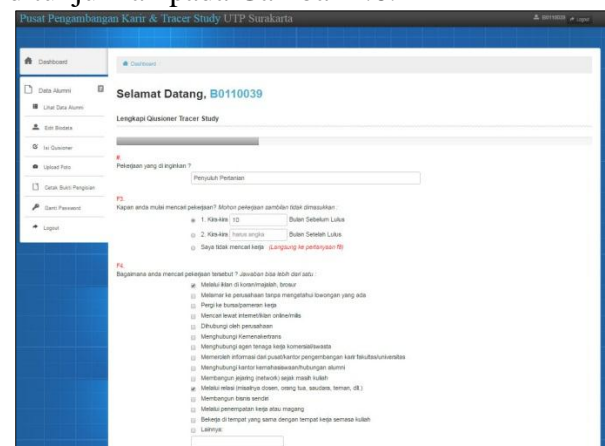 Pusat Pengembangan Karir & Tracer Study UTP Surakarta
B0110039 Logout
Dashboard
Dashboard
Data Alumni
Lihat Data Alumni
Edit Biodata
Isi Quisioner
Upload Foto
Cetak Bukti Pengisian
Ganti Password
Logout
Selamat Datang, B0110039
Lengkapi Qiusioner Tracer Study
#.
Pekerjaan yang di inginkan ?
Penyuluh Pertanian
F3.
Kapan anda mulai mencari pekerjaan? Mohon pekerjaan sambilan tidak dimasukkan :
1. Kira-kira 10 Bulan Sebelum Lulus
2. Kira-kira harus angka Bulan Setelah Lulus
Saya tidak mencari kerja (Langsung ke pertanyaan f8)
F4.
Bagaimana anda mencari pekerjaan tersebut ? Jawaban bisa lebih dari satu :
Melalui iklan di koran/majalah, brosur
Melamar ke perusahaan tanpa mengetahui lowongan yang ada
Pergi ke bursa/pameran kerja
Mencari lewat internet/iklan online/milis
Dihubungi oleh perusahaan
Menghubungi Kemenakertrans
Menghubungi agen tenaga kerja komersial/swasta
Memeroleh informasi dari pusat/kantor pengembangan karir fakultas/universitas
Menghubungi kantor kemahasiswaan/hubungan alumni
Membangun jejaring (network) sejak masih kuliah
Melalui relasi (misalnya dosen, orang tua, saudara, teman, dll.)
Membangun bisnis sendiri
Melalui penempatan kerja atau magang
Bekerja di tempat yang sama dengan tempat kerja semasa kuliah
Lainnya: